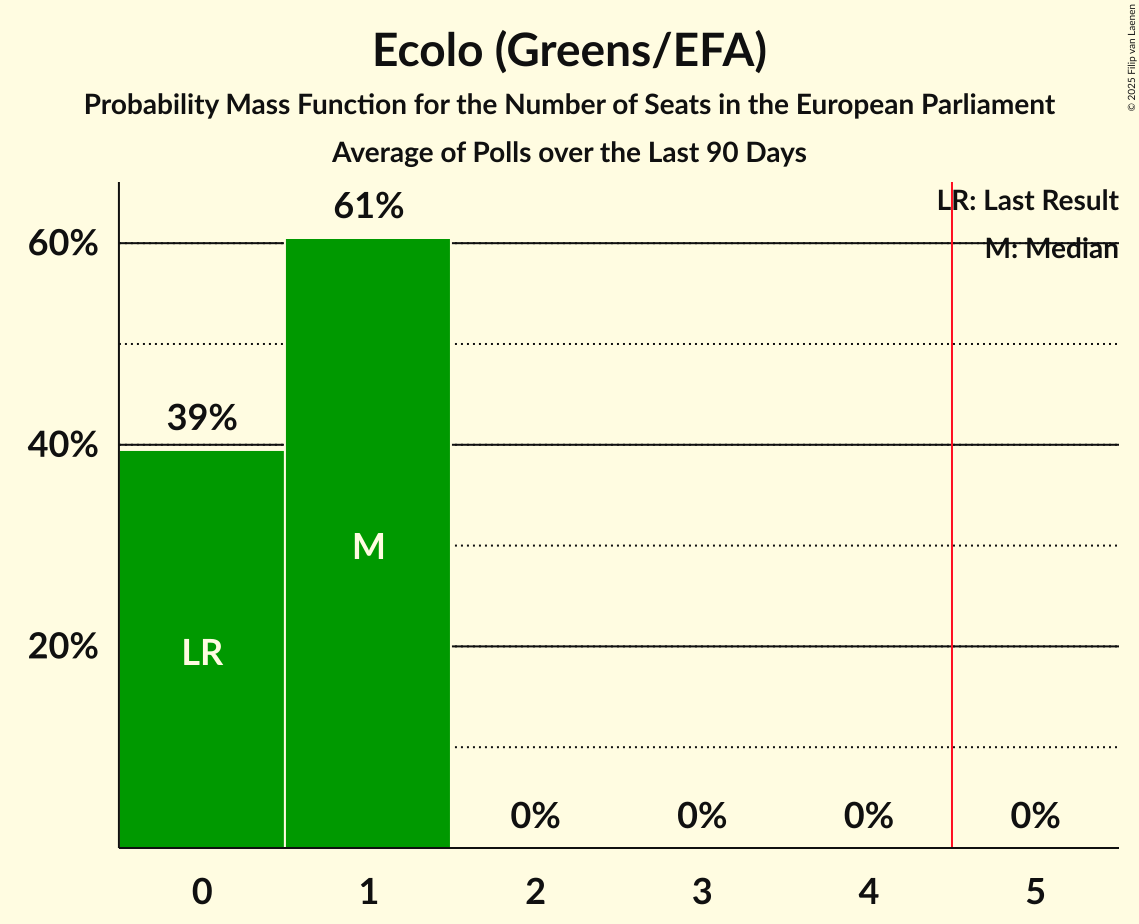 Ecolo (Greens/EFA)
Probability Mass Function for the Number of Seats in the European Parliament
Average of Polls over the Last 90 Days
© 2025 Filip van Laenen
LR: Last Result
M: Median
61%
60%
39%
40%
M
LR
20%
0% 0% 0% 0%
0 1 2 3 4 5